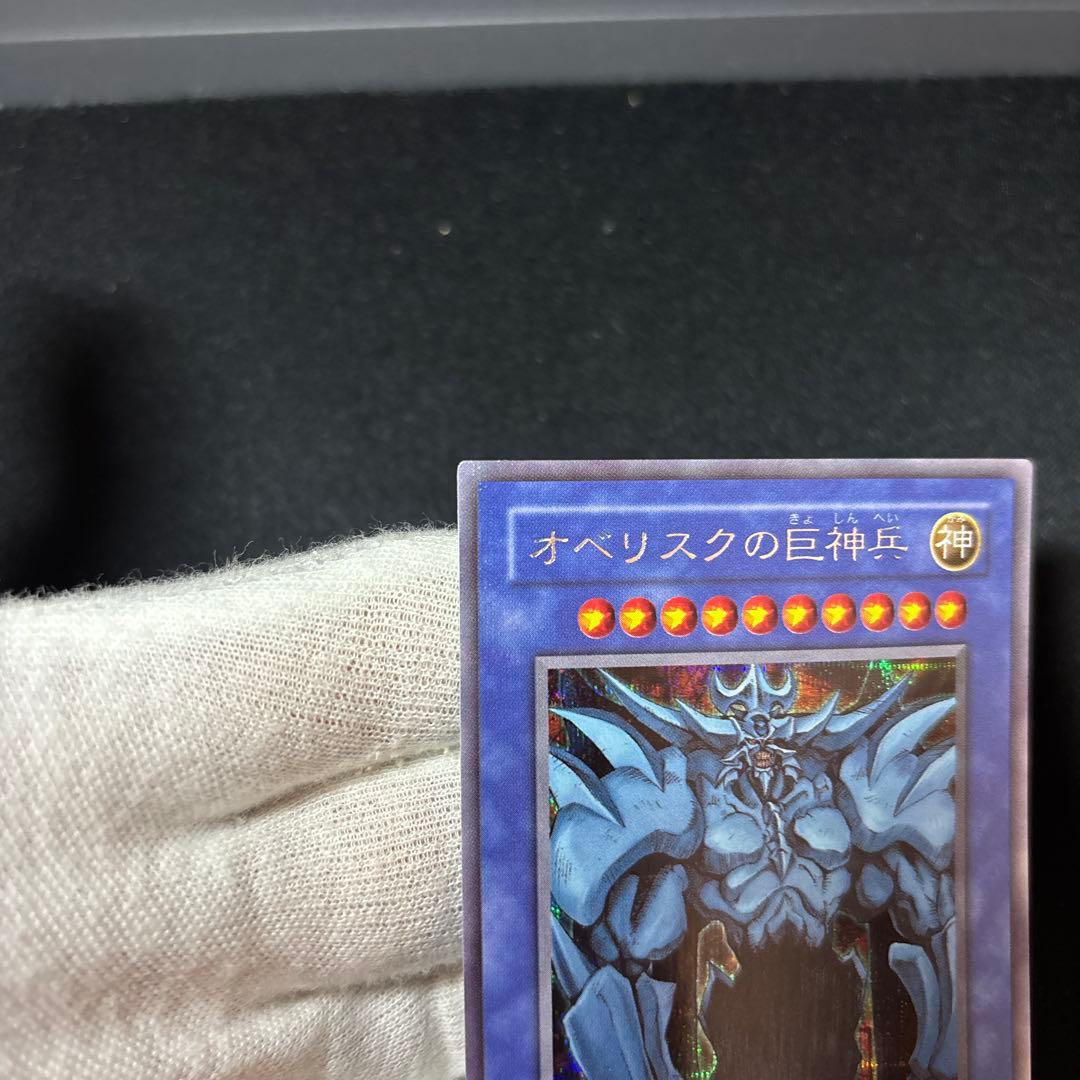 オベリスクの巨神兵
きょ しん へい
神